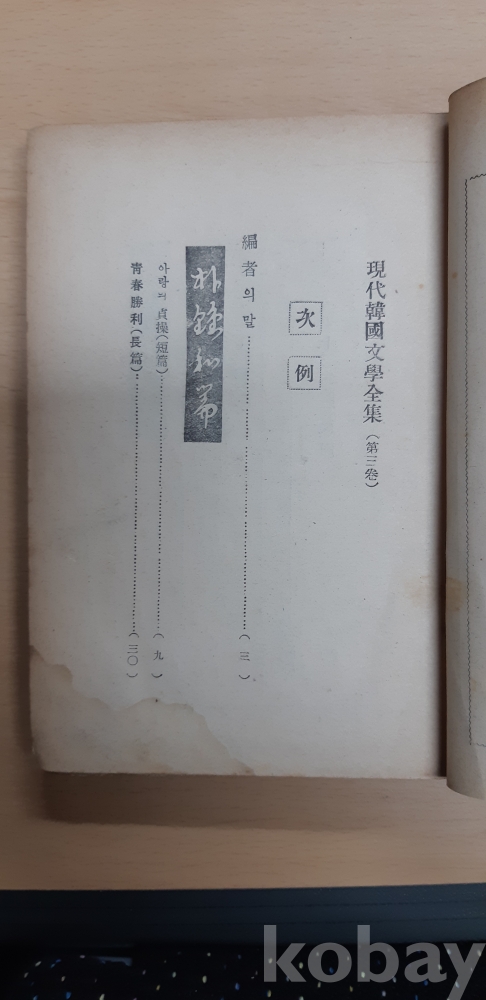 現代韓國文學全集(第三卷)
次例
編者의말……(三)
朴鍾和篇
아랑의 貞操(短篇)……(九)
靑春勝利(長篇)……(三〇)
kobay